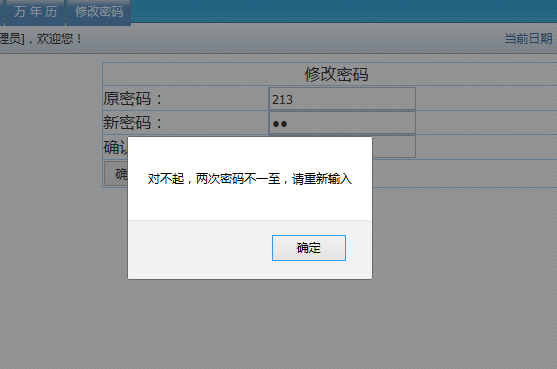 万 年 历 修改密码
理员]，欢迎您！ 当前日期
修改密码
原密码： 213
新密码： ●●
确认
对不起，两次密码不一至，请重新输入
确定